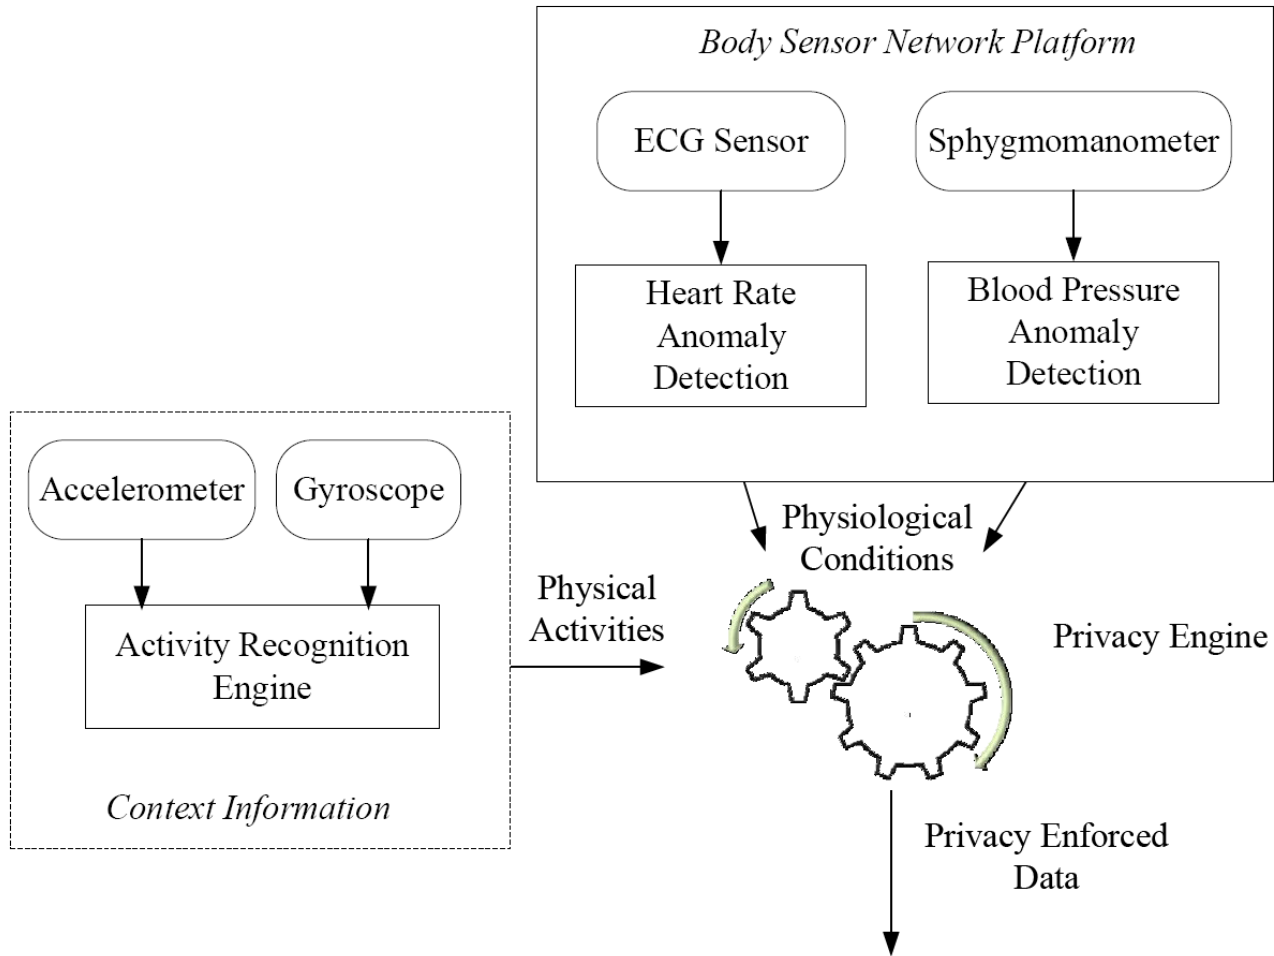 Body Sensor Network Platform
ECG Sensor
Sphygmomanometer
Heart Rate
Anomaly
Detection
Blood Pressure
Anomaly
Detection
Accelerometer
Gyroscope
Activity Recognition
Engine
Context Information
Physical
Activities
Physiological
Conditions
Privacy Engine
Privacy Enforced
Data